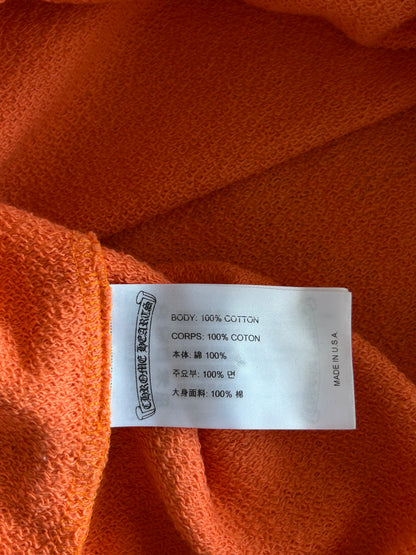 CHROME HEARTS
BODY: 100% COTTON
CORPS: 100% COTON
本体: 綿 100%
주요부: 100% 면
大身面料: 100% 棉
MADE IN U.S.A